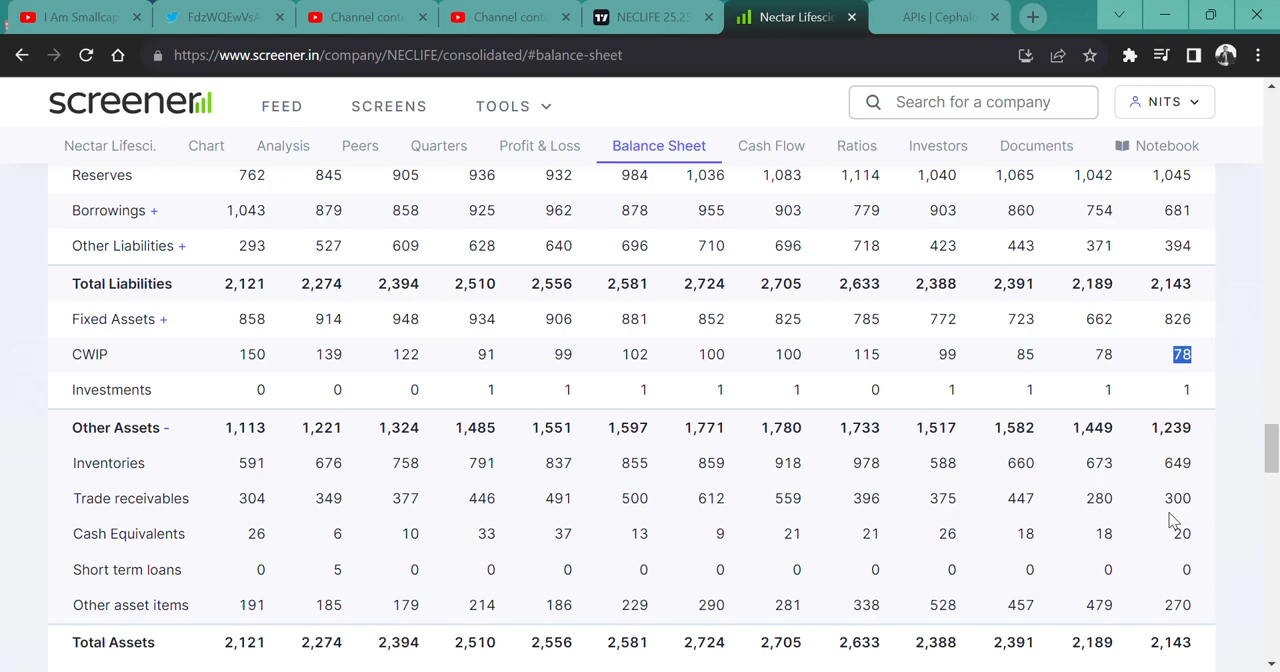 I Am Smallcap
FdzWQEwVsA
Channel cont
Channel cont
NECLIFE 25.25
Nectar Lifescie
APIs | Cephalo
https://www.screener.in/company/NECLIFE/consolidated/#balance-sheet
screener
FEED
SCREENS
TOOLS
Search for a company
NITS
Nectar Lifesci.
Chart
Analysis
Peers
Quarters
Profit & Loss
Balance Sheet
Cash Flow
Ratios
Investors
Documents
Notebook
Reserves 762 845 905 936 932 984 1,036 1,083 1,114 1,040 1,065 1,042 1,045
Borrowings + 1,043 879 858 925 962 878 955 903 779 903 860 754 681
Other Liabilities + 293 527 609 628 640 696 710 696 718 423 443 371 394
Total Liabilities 2,121 2,274 2,394 2,510 2,556 2,581 2,724 2,705 2,633 2,388 2,391 2,189 2,143
Fixed Assets + 858 914 948 934 906 881 852 825 785 772 723 662 826
CWIP 150 139 122 91 99 102 100 100 115 99 85 78 78
Investments 0 0 0 1 1 1 1 1 0 1 1 1 1
Other Assets - 1,113 1,221 1,324 1,485 1,551 1,597 1,771 1,780 1,733 1,517 1,582 1,449 1,239
Inventories 591 676 758 791 837 855 859 918 978 588 660 673 649
Trade receivables 304 349 377 446 491 500 612 559 396 375 447 280 300
Cash Equivalents 26 6 10 33 37 13 9 21 21 26 18 18 20
Short term loans 0 5 0 0 0 0 0 0 0 0 0 0 0
Other asset items 191 185 179 214 186 229 290 281 338 528 457 479 270
Total Assets 2,121 2,274 2,394 2,510 2,556 2,581 2,724 2,705 2,633 2,388 2,391 2,189 2,143